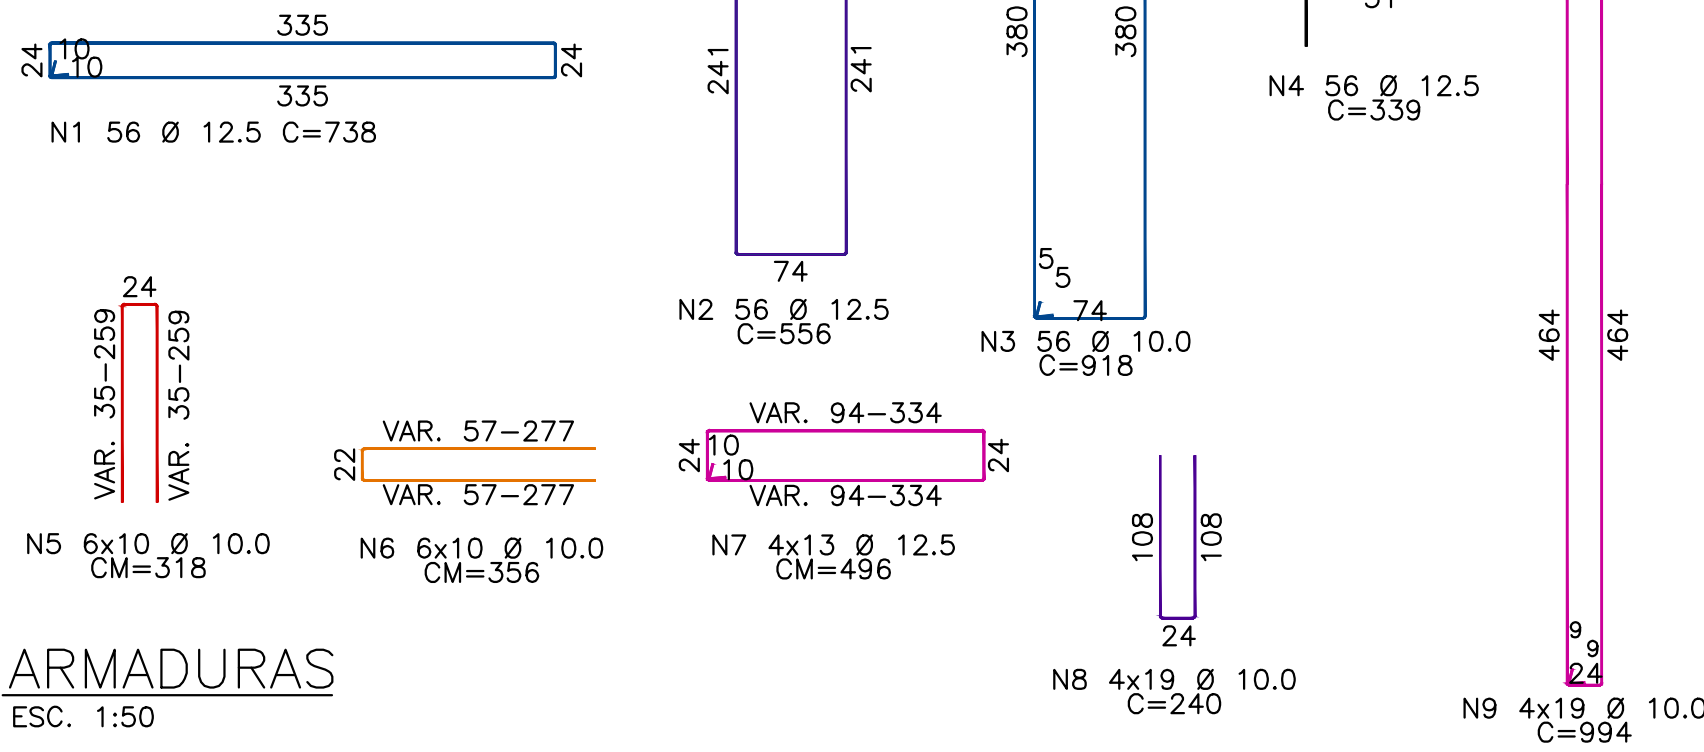 335
24
10
10
24
335
N1 56 Ø 12.5 C=738
241
241
74
N2 56 Ø 12.5
C=556
380
380
5
5
74
N3 56 Ø 10.0
C=918
N4 56 Ø 12.5
C=339
24
VAR. 35-259
VAR. 35-259
N5 6x10 Ø 10.0
CM=318
VAR. 57-277
22
VAR. 57-277
N6 6x10 Ø 10.0
CM=356
VAR. 94-334
24
10
10
24
VAR. 94-334
N7 4x13 Ø 12.5
CM=496
108
108
24
N8 4x19 Ø 10.0
C=240
464
464
9
9
24
N9 4x19 Ø 10.0
C=994
ARMADURAS
ESC. 1:50